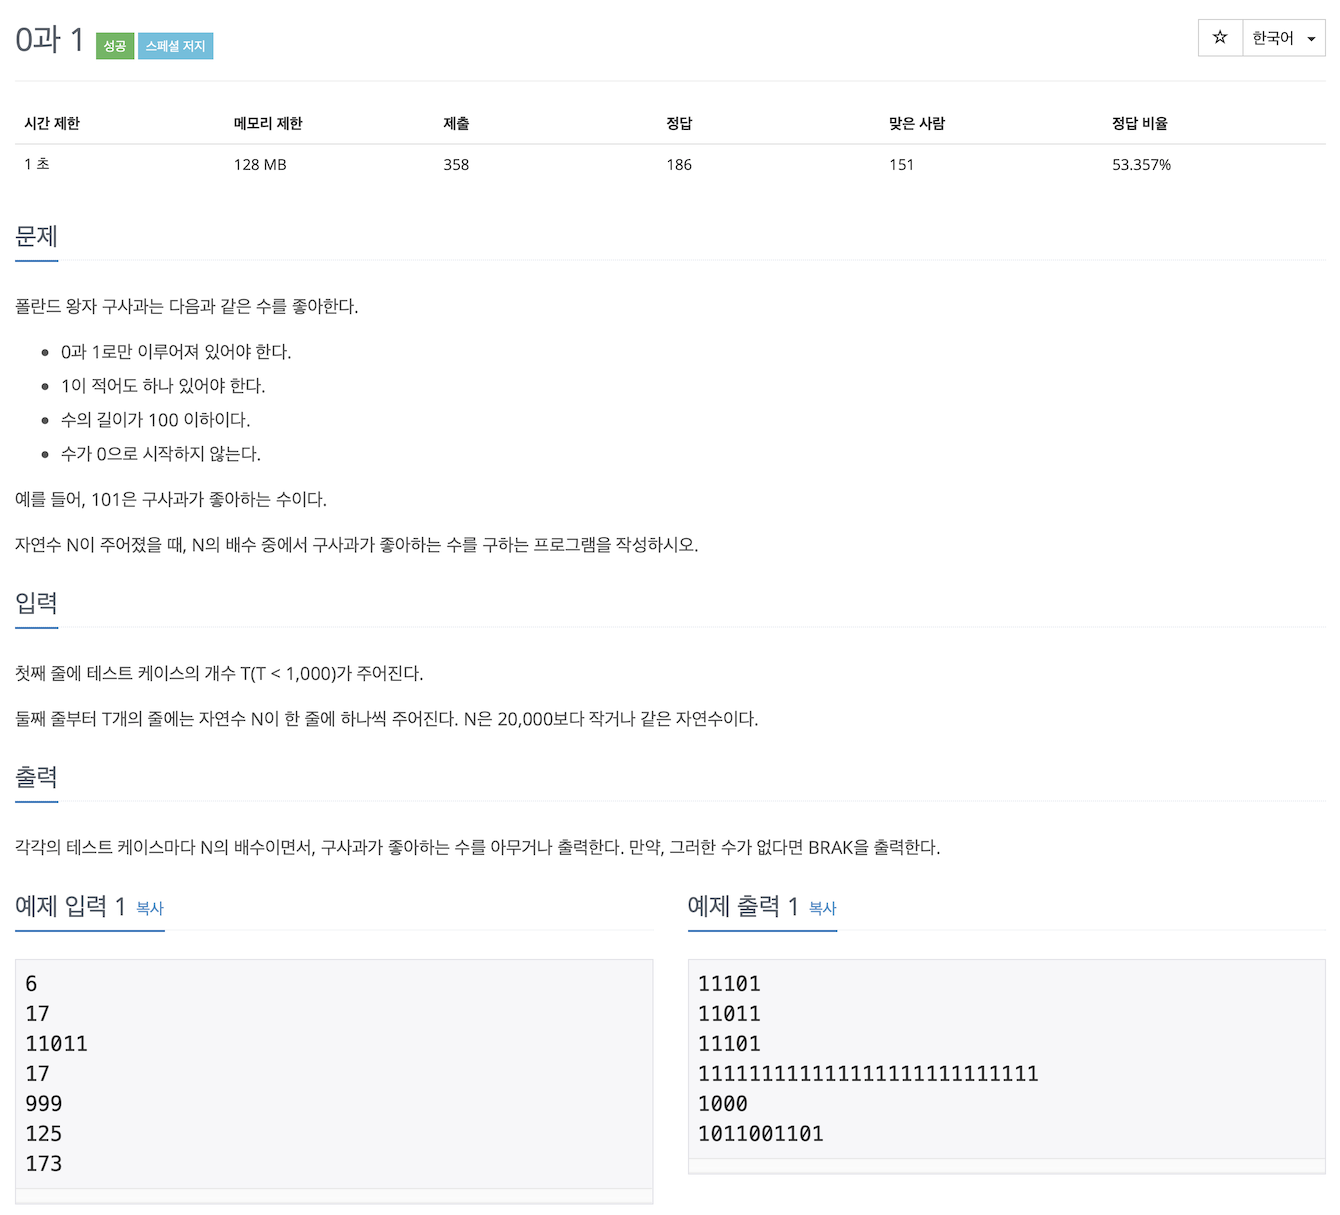 0과 1 성공 스페셜 저지
☆ 한국어
시간 제한 메모리 제한 제출 정답 맞은 사람 정답 비율
1 초 128 MB 358 186 151 53.357%
문제
폴란드 왕자 구사과는 다음과 같은 수를 좋아한다.
• 0과 1로만 이루어져 있어야 한다.
• 1이 적어도 하나 있어야 한다.
• 수의 길이가 100 이하이다.
• 수가 0으로 시작하지 않는다.
예를 들어, 101은 구사과가 좋아하는 수이다.
자연수 N이 주어졌을 때, N의 배수 중에서 구사과가 좋아하는 수를 구하는 프로그램을 작성하시오.
입력
첫째 줄에 테스트 케이스의 개수 T(T < 1,000)가 주어진다.
둘째 줄부터 T개의 줄에는 자연수 N이 한 줄에 하나씩 주어진다. N은 20,000보다 작거나 같은 자연수이다.
출력
각각의 테스트 케이스마다 N의 배수이면서, 구사과가 좋아하는 수를 아무거나 출력한다. 만약, 그러한 수가 없다면 BRAK을 출력한다.
예제 입력 1 복사
6
17
11011
17
999
125
173
예제 출력 1 복사
11101
11011
11101
111111111111111111111111111
1000
1011001101